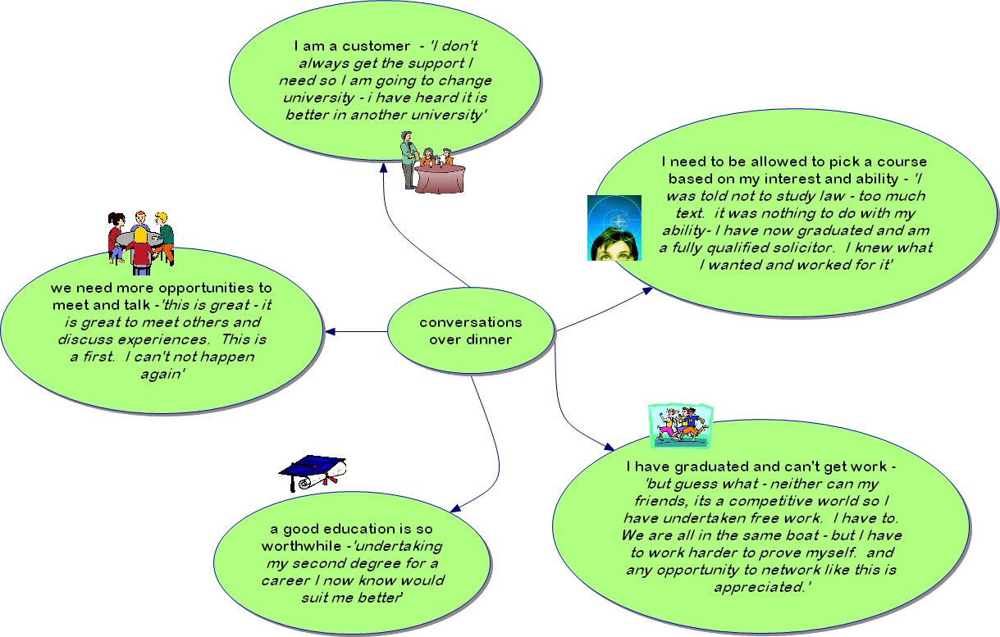 I am a customer  - 'I don't
always get the support I
need so I am going to change
university - i have heard it is
better in another university'
I need to be allowed to pick a course
based on my interest and ability - 'I
was told not to study law - too much
text.  it was nothing to do with my
ability- I have now graduated and am
a fully qualified solicitor.  I knew what
I wanted and worked for it'
we need more opportunities to
meet and talk -'this is great - it
is great to meet others and
discuss experiences.  This is
a first.  I can't not happen
again'
conversations
over dinner
I have graduated and can't get work -
'but guess what - neither can my
friends, its a competitive world so I
have undertaken free work.  I have to.
We are all in the same boat - but I have
to work harder to prove myself.  and
any opportunity to network like this is
appreciated.'
a good education is so
worthwhile -'undertaking
my second degree for a
career I now know would
suit me better'